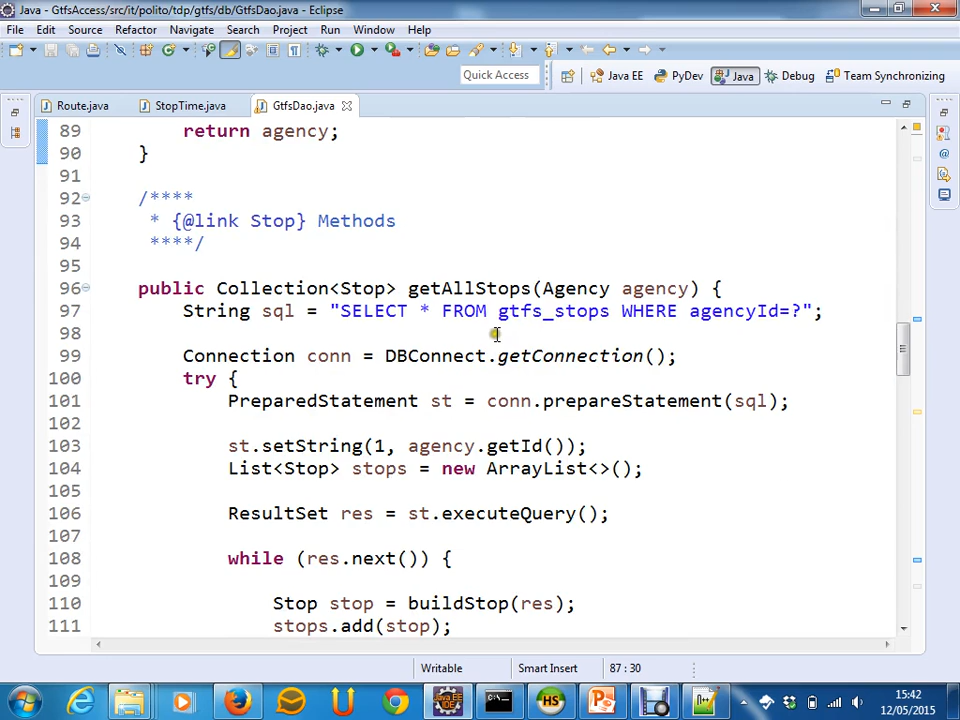 Java - GtfsAccess/src/it/polito/tdp/gtfs/db/GtfsDao.java - Eclipse
File Edit Source Refactor Navigate Search Project Run Window Help
Quick Access Java EE PyDev Java Debug Team Synchronizing
Route.java StopTime.java GtfsDao.java
89 return agency;
90 }
91
92 /****
93 * {@link Stop} Methods
94 ****/
95
96 public Collection<Stop> getAllStops(Agency agency) {
97 String sql = "SELECT * FROM gtfs_stops WHERE agencyId=?";
98
99 Connection conn = DBConnect.getConnection();
100 try {
101 PreparedStatement st = conn.prepareStatement(sql);
102
103 st.setString(1, agency.getId());
104 List<Stop> stops = new ArrayList<>();
105
106 ResultSet res = st.executeQuery();
107
108 while (res.next()) {
109
110 Stop stop = buildStop(res);
111 stops.add(stop);
Writable Smart Insert 87 : 30
15:42
12/05/2015